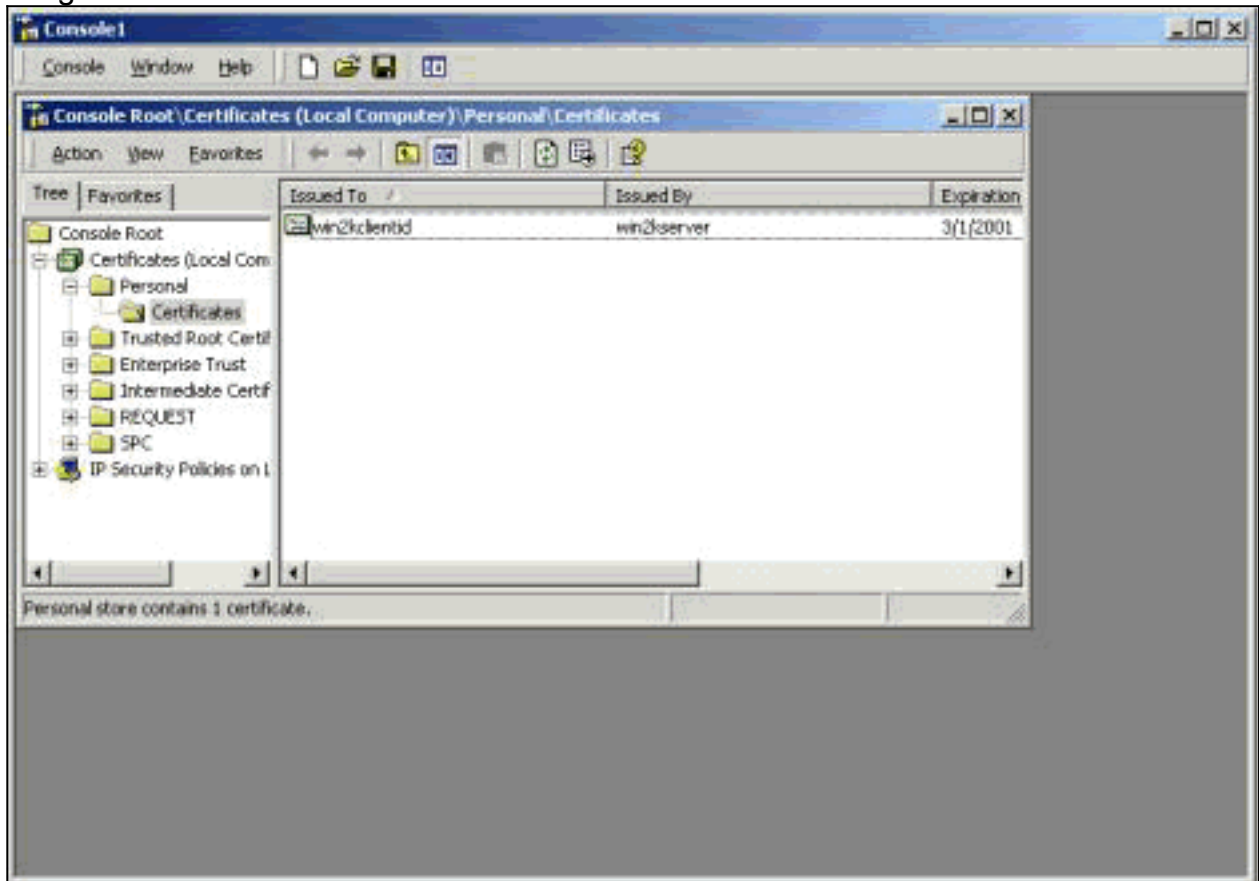 Console1
Console Window Help
Console Root\Certificates (Local Computer)\Personal\Certificates
Action View Favorites
Tree Favorites
Issued To Issued By Expiration
win2kclientid win2kserver 3/1/2001
Console Root
Certificates (Local Com
Personal
Certificates
Trusted Root Certif
Enterprise Trust
Intermediate Certif
REQUEST
SPC
IP Security Policies on L
Personal store contains 1 certificate.